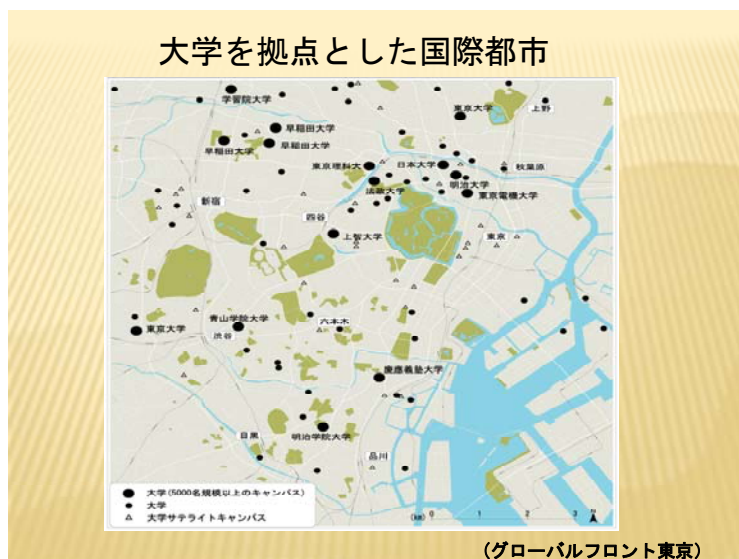 大学を拠点とした国際都市
学習院大学
東京大学
上野
早稲田大学
早稲田大学
早稲田大学
東京理科大
日本大学
秋葉原
法政大学
明治大学
東京電機大学
新宿
四谷
上智大学
東京
青山学院大学
六本木
東京大学
渋谷
慶應義塾大学
目黒
明治学院大学
品川
大学(5000名規模以上のキャンパス)
大学
大学サテライトキャンパス
(km) 0 1 2 3 N
(グローバルフロント東京)